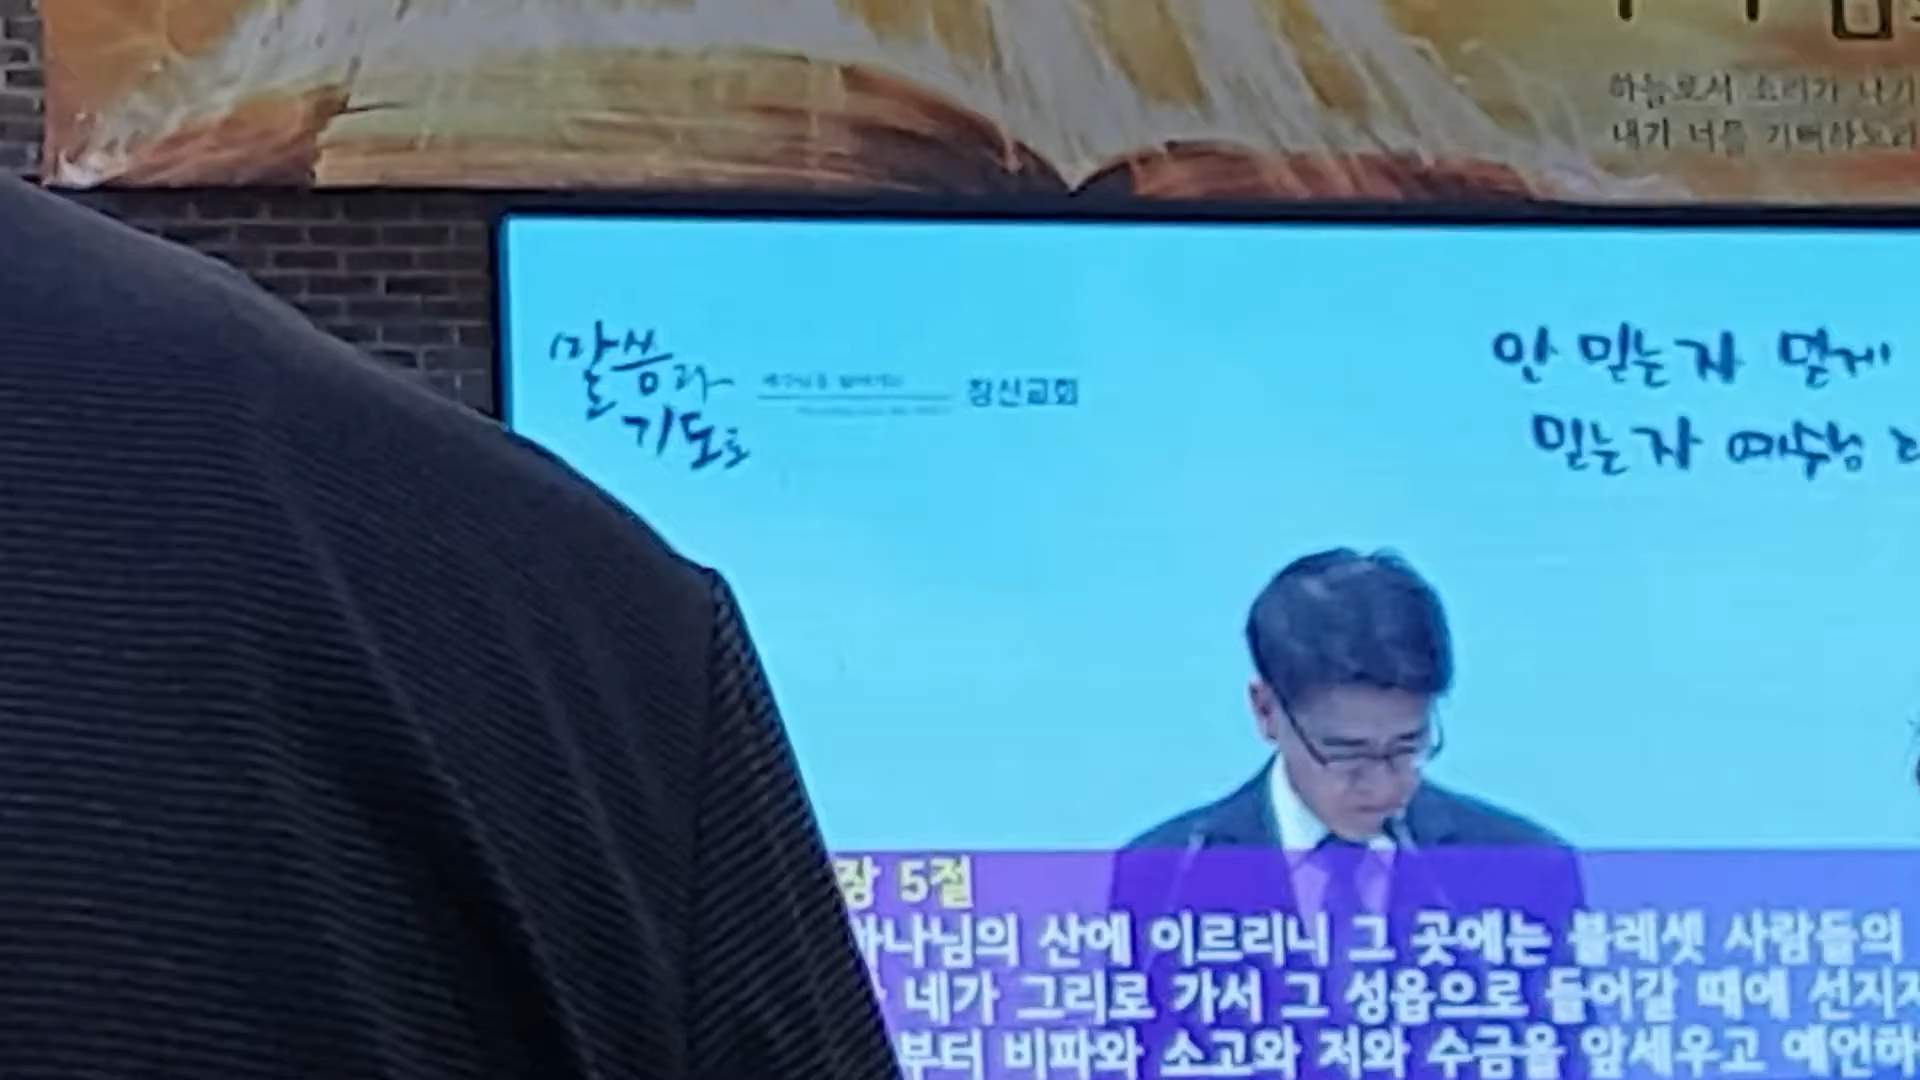 하늘로서 소리가 나기
내가 너를 기뻐하노라
말씀과
기도로
창신교회
안 믿는자 믿게
믿는자 예수님
장 5절
하나님의 산에 이르리니 그 곳에는 블레셋 사람들의
네가 그리로 가서 그 성읍으로 들어갈 때에 선지자
부터 비파와 소고와 저와 수금을 앞세우고 예언하